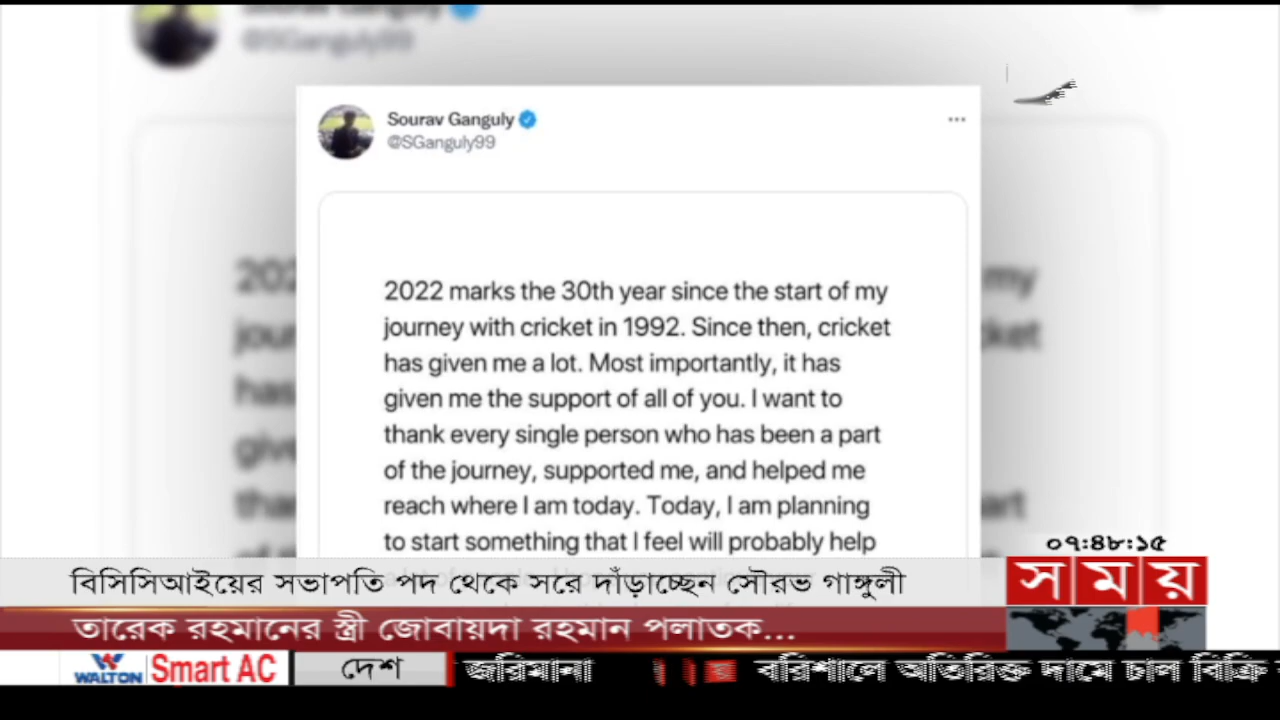 Sourav Ganguly
@SGanguly99
2022 marks the 30th year since the start of my
journey with cricket in 1992. Since then, cricket
has given me a lot. Most importantly, it has
given me the support of all of you. I want to
thank every single person who has been a part
of the journey, supported me, and helped me
reach where I am today. Today, I am planning
to start something that I feel will probably help
০৭:৪৮:১৫
বিসিসিআইয়ের সভাপতি পদ থেকে সরে দাঁড়াচ্ছেন সৌরভ গাঙ্গুলী
সময়
তারেক রহমানের স্ত্রী জোবায়দা রহমান পলাতক...
WALTON Smart AC
দেশ
জরিমানা
বরিশালে অতিরিক্ত দামে চাল বিক্রি